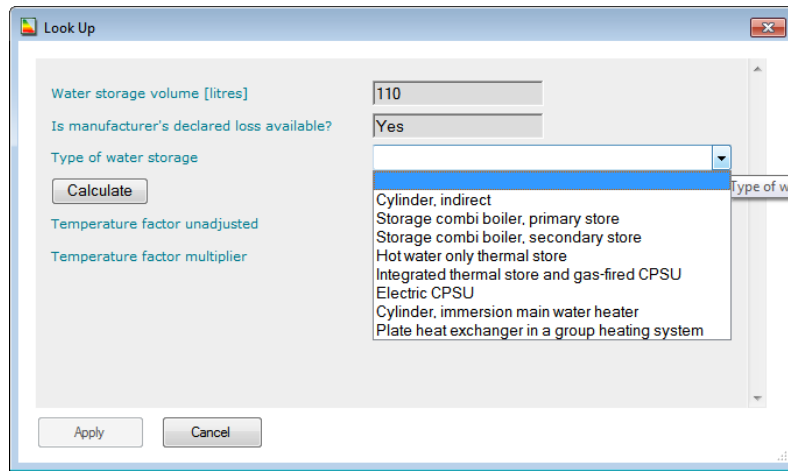 Look Up
Water storage volume [litres]
110
Is manufacturer's declared loss available?
Yes
Type of water storage
Calculate
Type of w
Cylinder, indirect
Storage combi boiler, primary store
Temperature factor unadjusted
Storage combi boiler, secondary store
Hot water only thermal store
Temperature factor multiplier
Integrated thermal store and gas-fired CPSU
Electric CPSU
Cylinder, immersion main water heater
Plate heat exchanger in a group heating system
Apply
Cancel